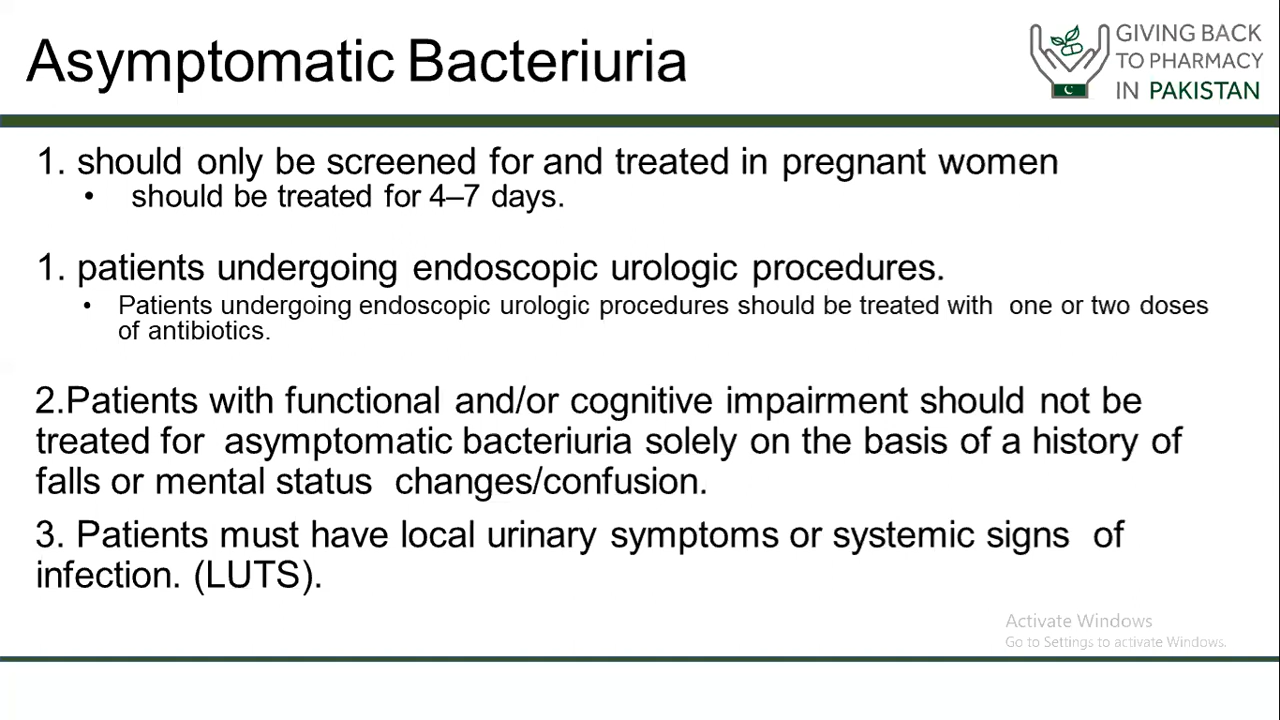 Asymptomatic Bacteriuria
GIVING BACK
TO PHARMACY
IN PAKISTAN
1. should only be screened for and treated in pregnant women
• should be treated for 4–7 days.
1. patients undergoing endoscopic urologic procedures.
• Patients undergoing endoscopic urologic procedures should be treated with one or two doses
of antibiotics.
2.Patients with functional and/or cognitive impairment should not be
treated for asymptomatic bacteriuria solely on the basis of a history of
falls or mental status changes/confusion.
3. Patients must have local urinary symptoms or systemic signs of
infection. (LUTS).
Activate Windows
Go to Settings to activate Windows.